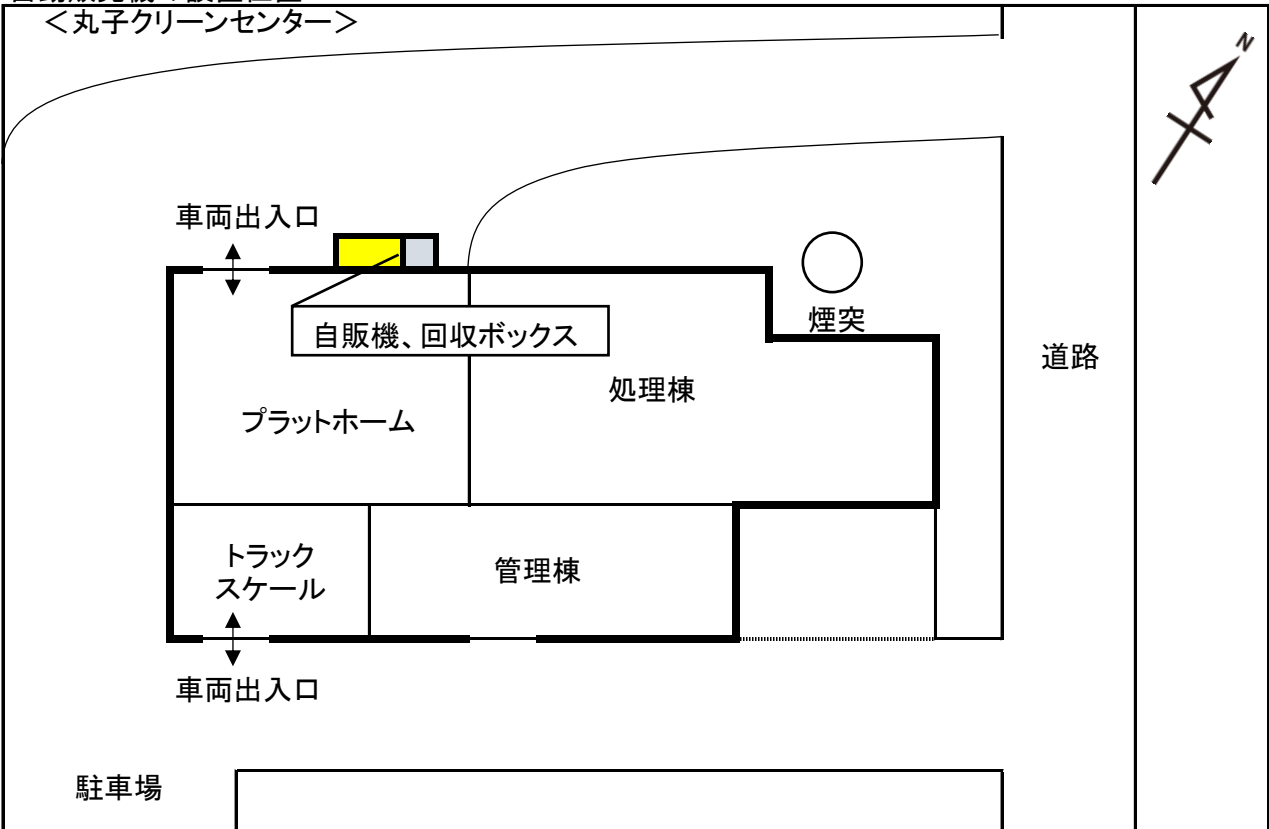 ＜丸子クリーンセンター＞
N
車両出入口
自販機、回収ボックス
煙突
道路
処理棟
プラットホーム
トラック
スケール
管理棟
車両出入口
駐車場